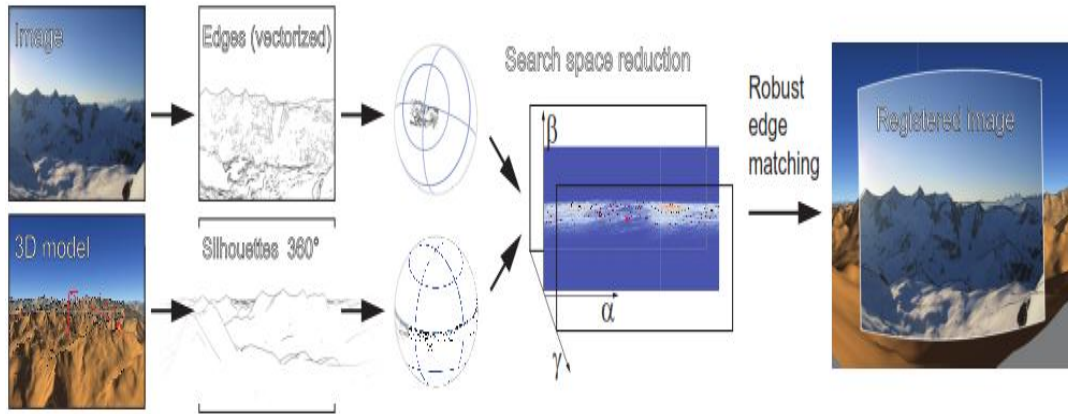 Image
Edges (vectorized)
Search space reduction
β
α
γ
Robust
edge
matching
Registered image
3D model
Silhouettes 360°